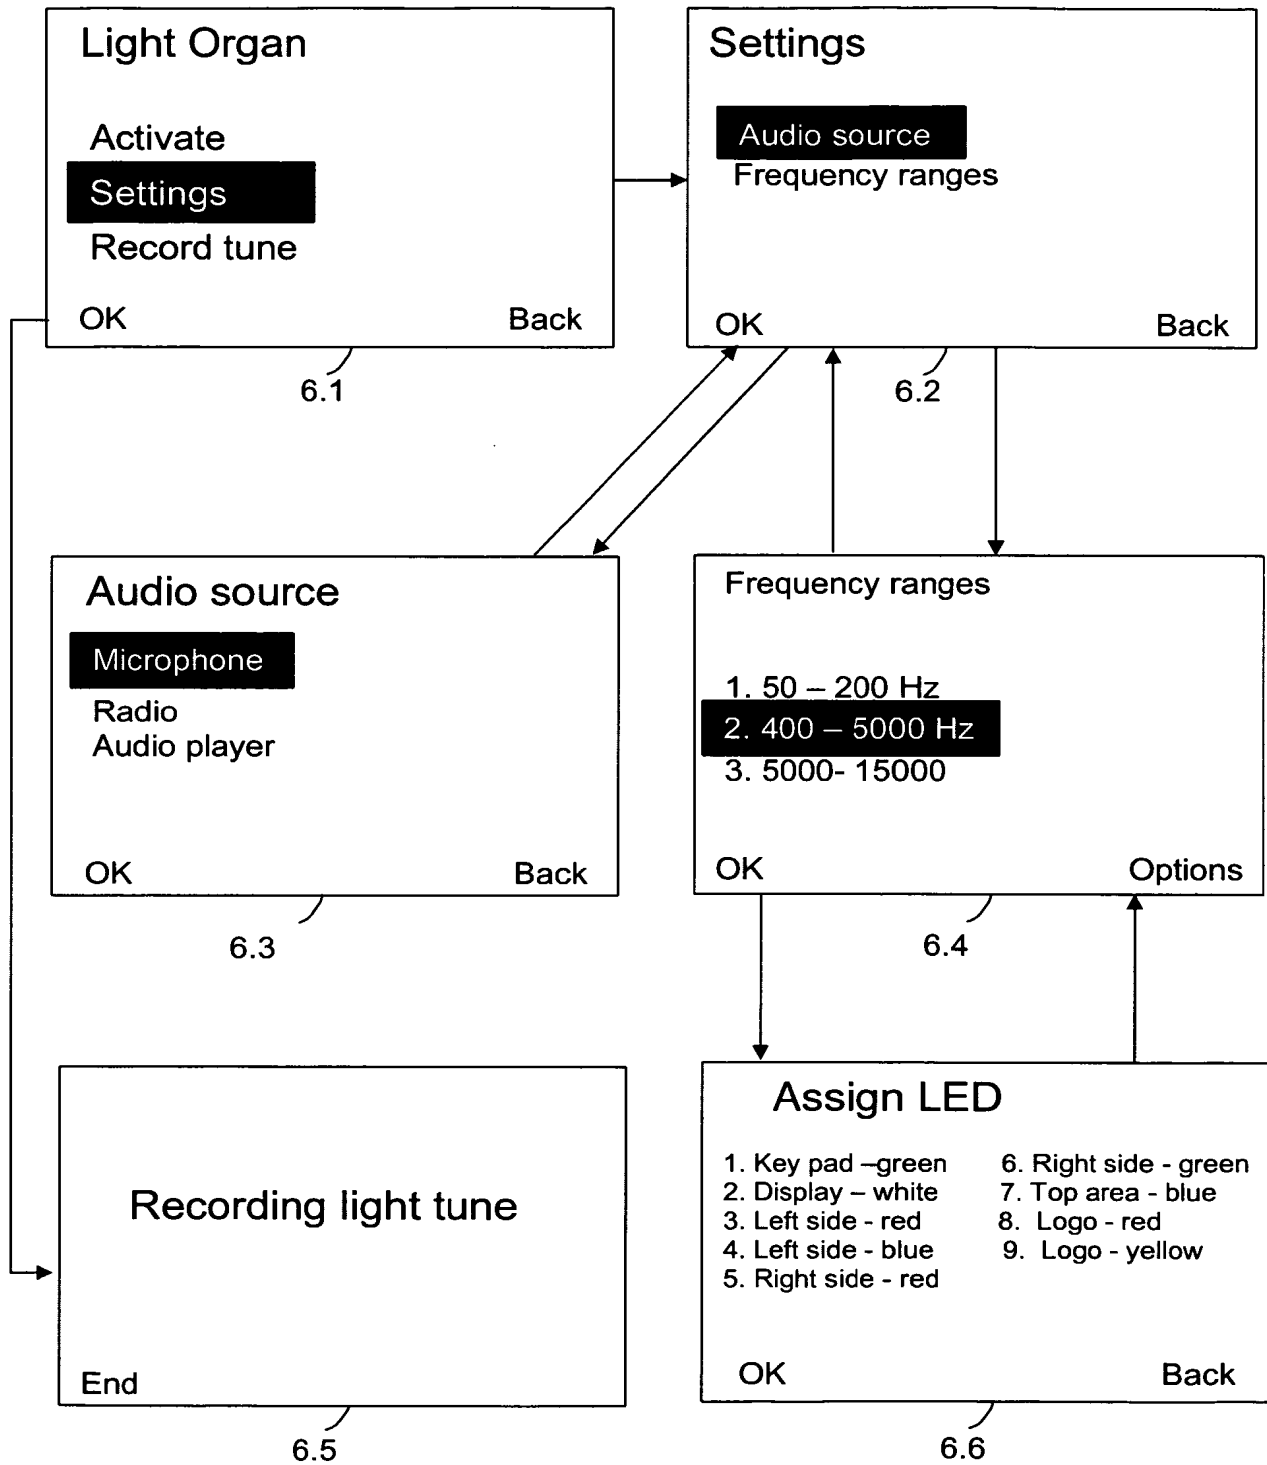 Light Organ
Activate
Settings
Record tune
OK Back
6.1
Settings
Audio source
Frequency ranges
OK Back
6.2
Audio source
Microphone
Radio
Audio player
OK Back
6.3
Frequency ranges
1. 50 – 200 Hz
2. 400 – 5000 Hz
3. 5000- 15000
OK Options
6.4
Recording light tune
End
6.5
Assign LED
1. Key pad –green
2. Display – white
3. Left side - red
4. Left side - blue
5. Right side - red
6. Right side - green
7. Top area - blue
8. Logo - red
9. Logo - yellow
OK Back
6.6